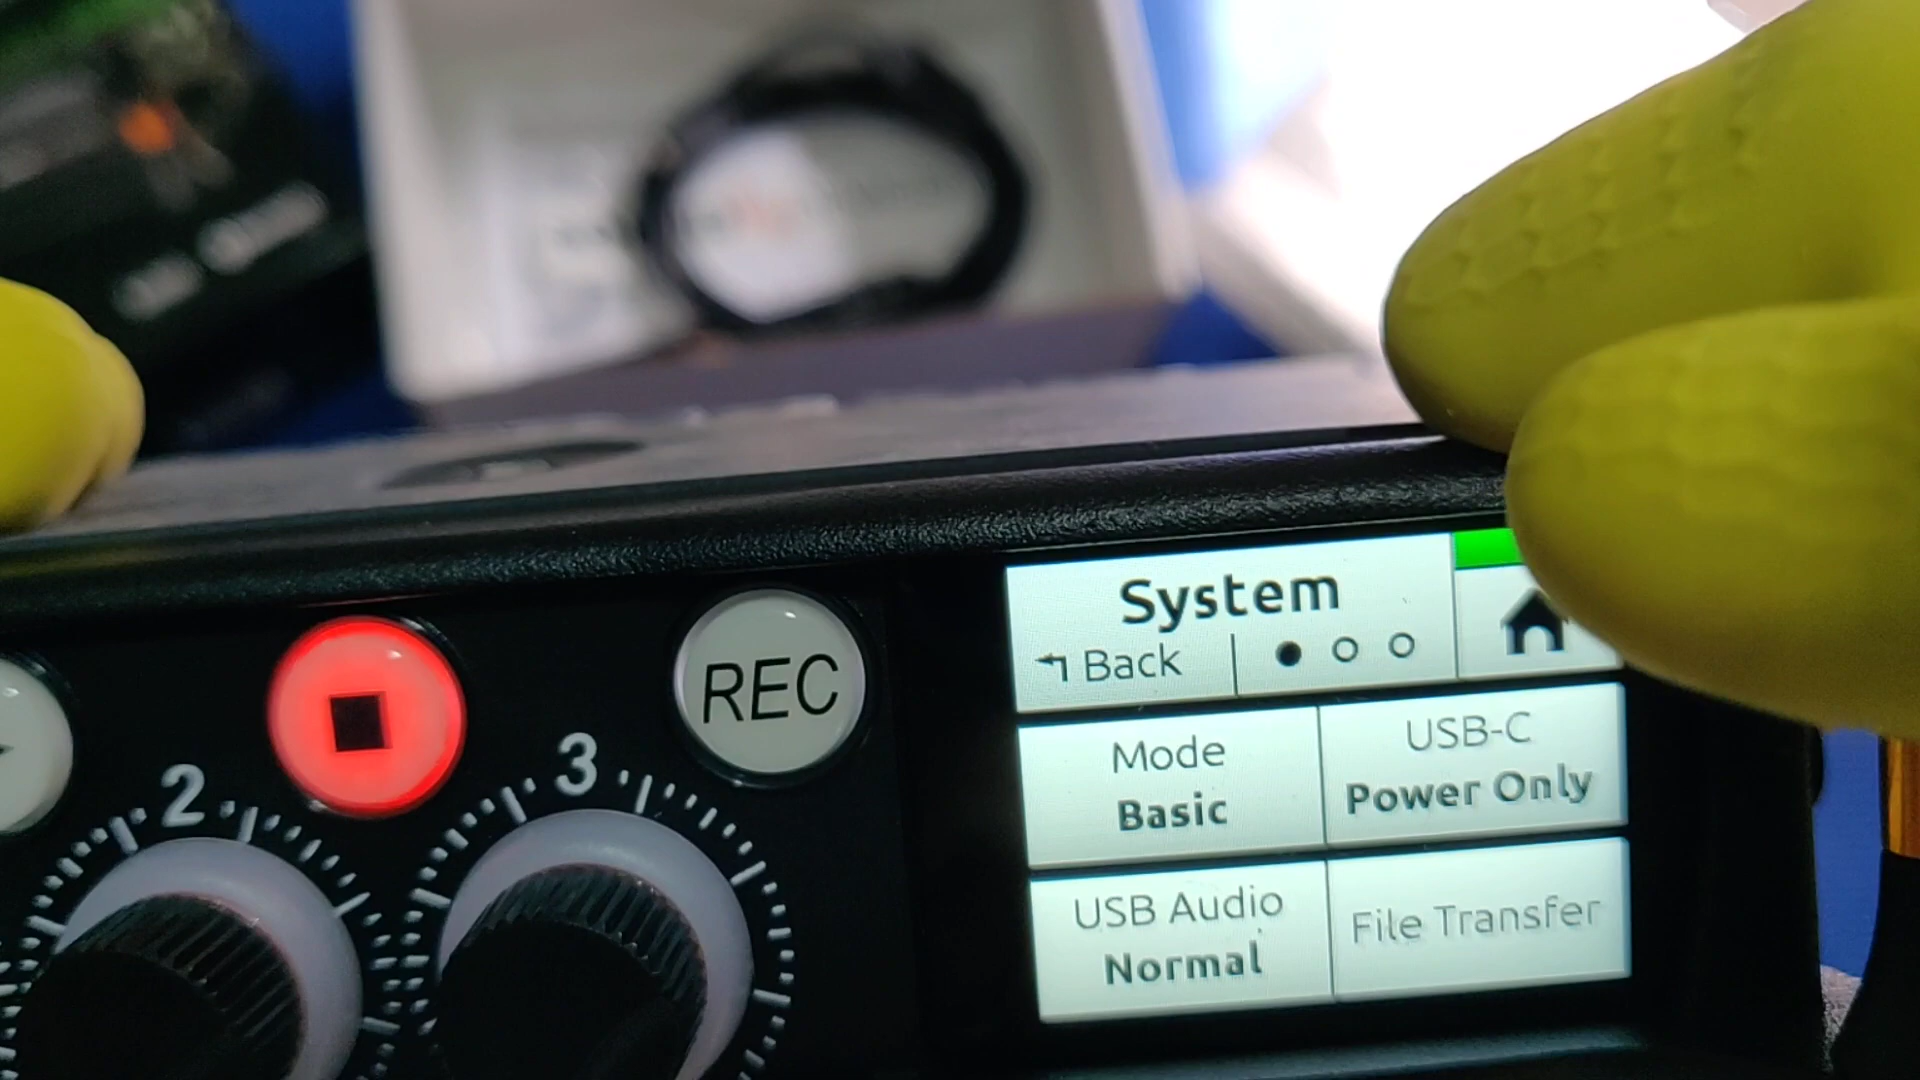 System
Back
Mode
Basic
USB-C
Power Only
USB Audio
Normal
File Transfer
REC
2
3